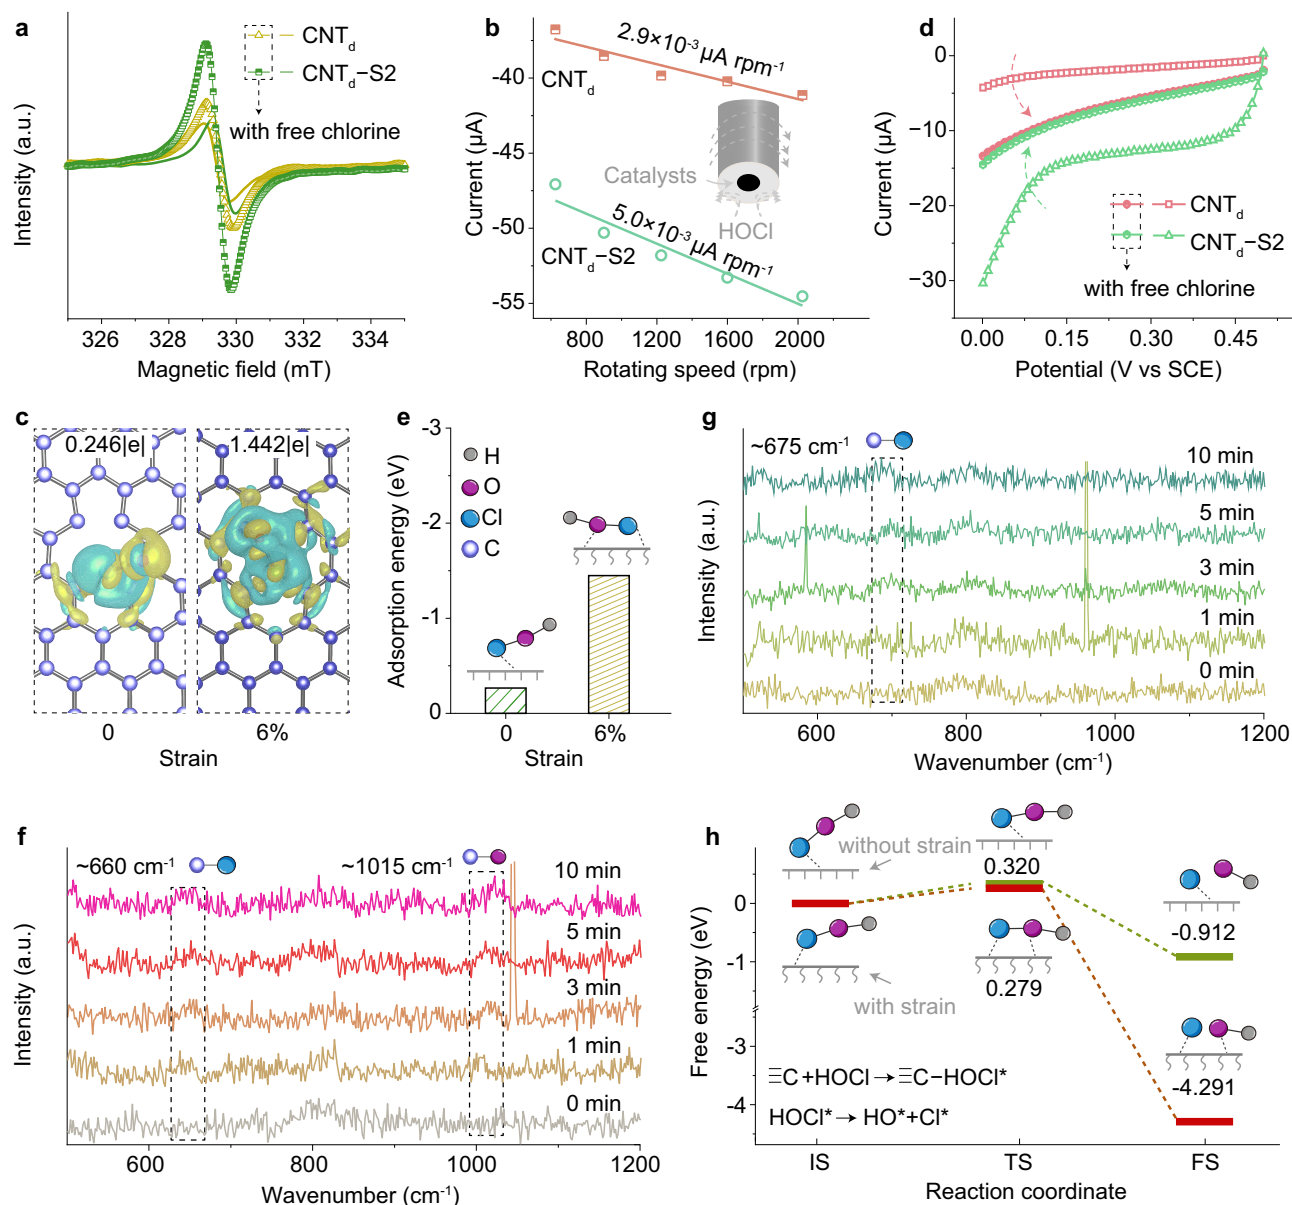 a
CNTd
CNTd−S2
with free chlorine
Intensity (a.u.)
326 328 330 332 334
Magnetic field (mT)
b
2.9×10⁻³ μA rpm⁻¹
CNTd
Catalysts
HOCl
5.0×10⁻³ μA rpm⁻¹
CNTd−S2
Current (μA)
-40
-45
-50
-55
800 1200 1600 2000
Rotating speed (rpm)
d
0
-10
-20
-30
Current (μA)
CNTd
CNTd−S2
with free chlorine
0.00 0.15 0.30 0.45
Potential (V vs SCE)
c
0.246|e|
1.442|e|
0 6%
Strain
e
Adsorption energy (eV)
-3
-2
-1
0
H
O
Cl
C
0 6%
Strain
g
~675 cm⁻¹
10 min
5 min
3 min
1 min
0 min
Intensity (a.u.)
600 800 1000 1200
Wavenumber (cm⁻¹)
f
~660 cm⁻¹
~1015 cm⁻¹
10 min
5 min
3 min
1 min
0 min
Intensity (a.u.)
600 800 1000 1200
Wavenumber (cm⁻¹)
h
without strain
0.320
-0.912
with strain
0.279
-4.291
Free energy (eV)
0
-1
-3
-4
≡C+HOCl→≡C−HOCl*
HOCl*→HO*+Cl*
IS TS FS
Reaction coordinate